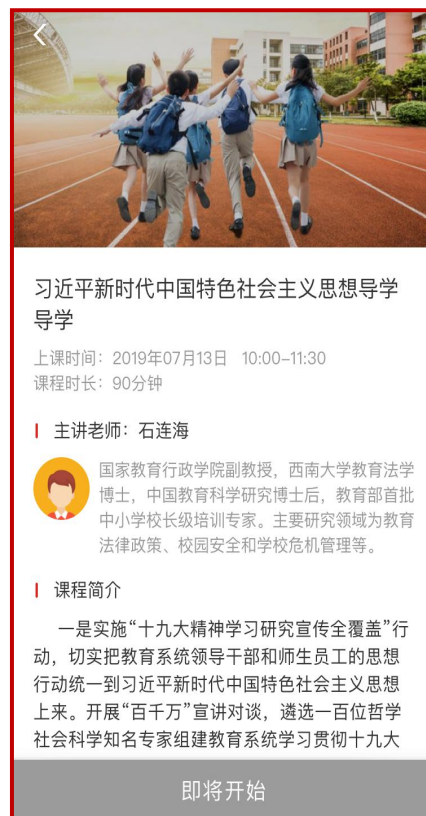 习近平新时代中国特色社会主义思想导学
导学
上课时间：2019年07月13日 10:00-11:30
课程时长：90分钟
主讲老师：石连海
国家教育行政学院副教授，西南大学教育法学
博士，中国教育科学研究博士后，教育部首批
中小学校长级培训专家。主要研究领域为教育
法律政策、校园安全和学校危机管理等。
课程简介
一是实施“十九大精神学习研究宣传全覆盖”行
动，切实把教育系统领导干部和师生员工的思想
行动统一到习近平新时代中国特色社会主义思想
上来。开展“百千万”宣讲对谈，遴选一百位哲学
社会科学知名专家组建教育系统学习贯彻十九大
即将开始